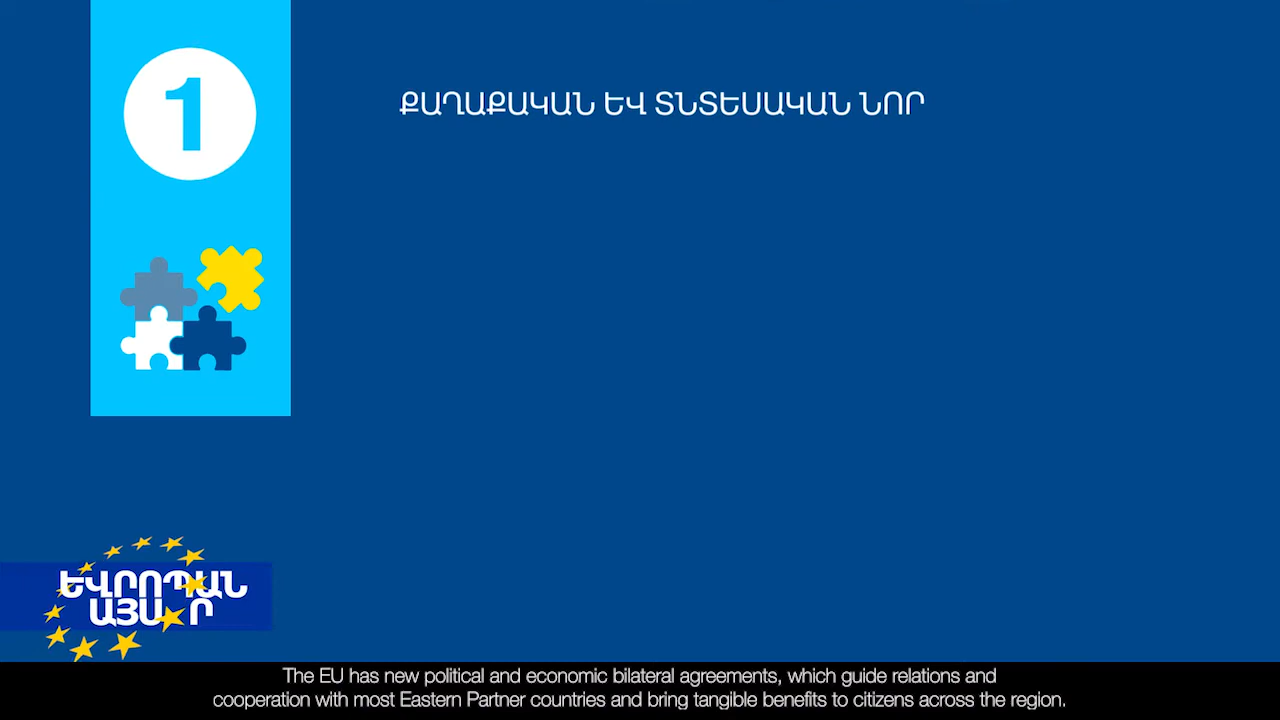 1
ՔԱՂԱՔԱԿԱՆ ԵՎ ՏՆՏԵՍԱԿԱՆ ՆՈՐ
ԵՎՐՈՊԱՆ
ԱՅՍ Ր
The EU has new political and economic bilateral agreements, which guide relations and
cooperation with most Eastern Partner countries and bring tangible benefits to citizens across the region.